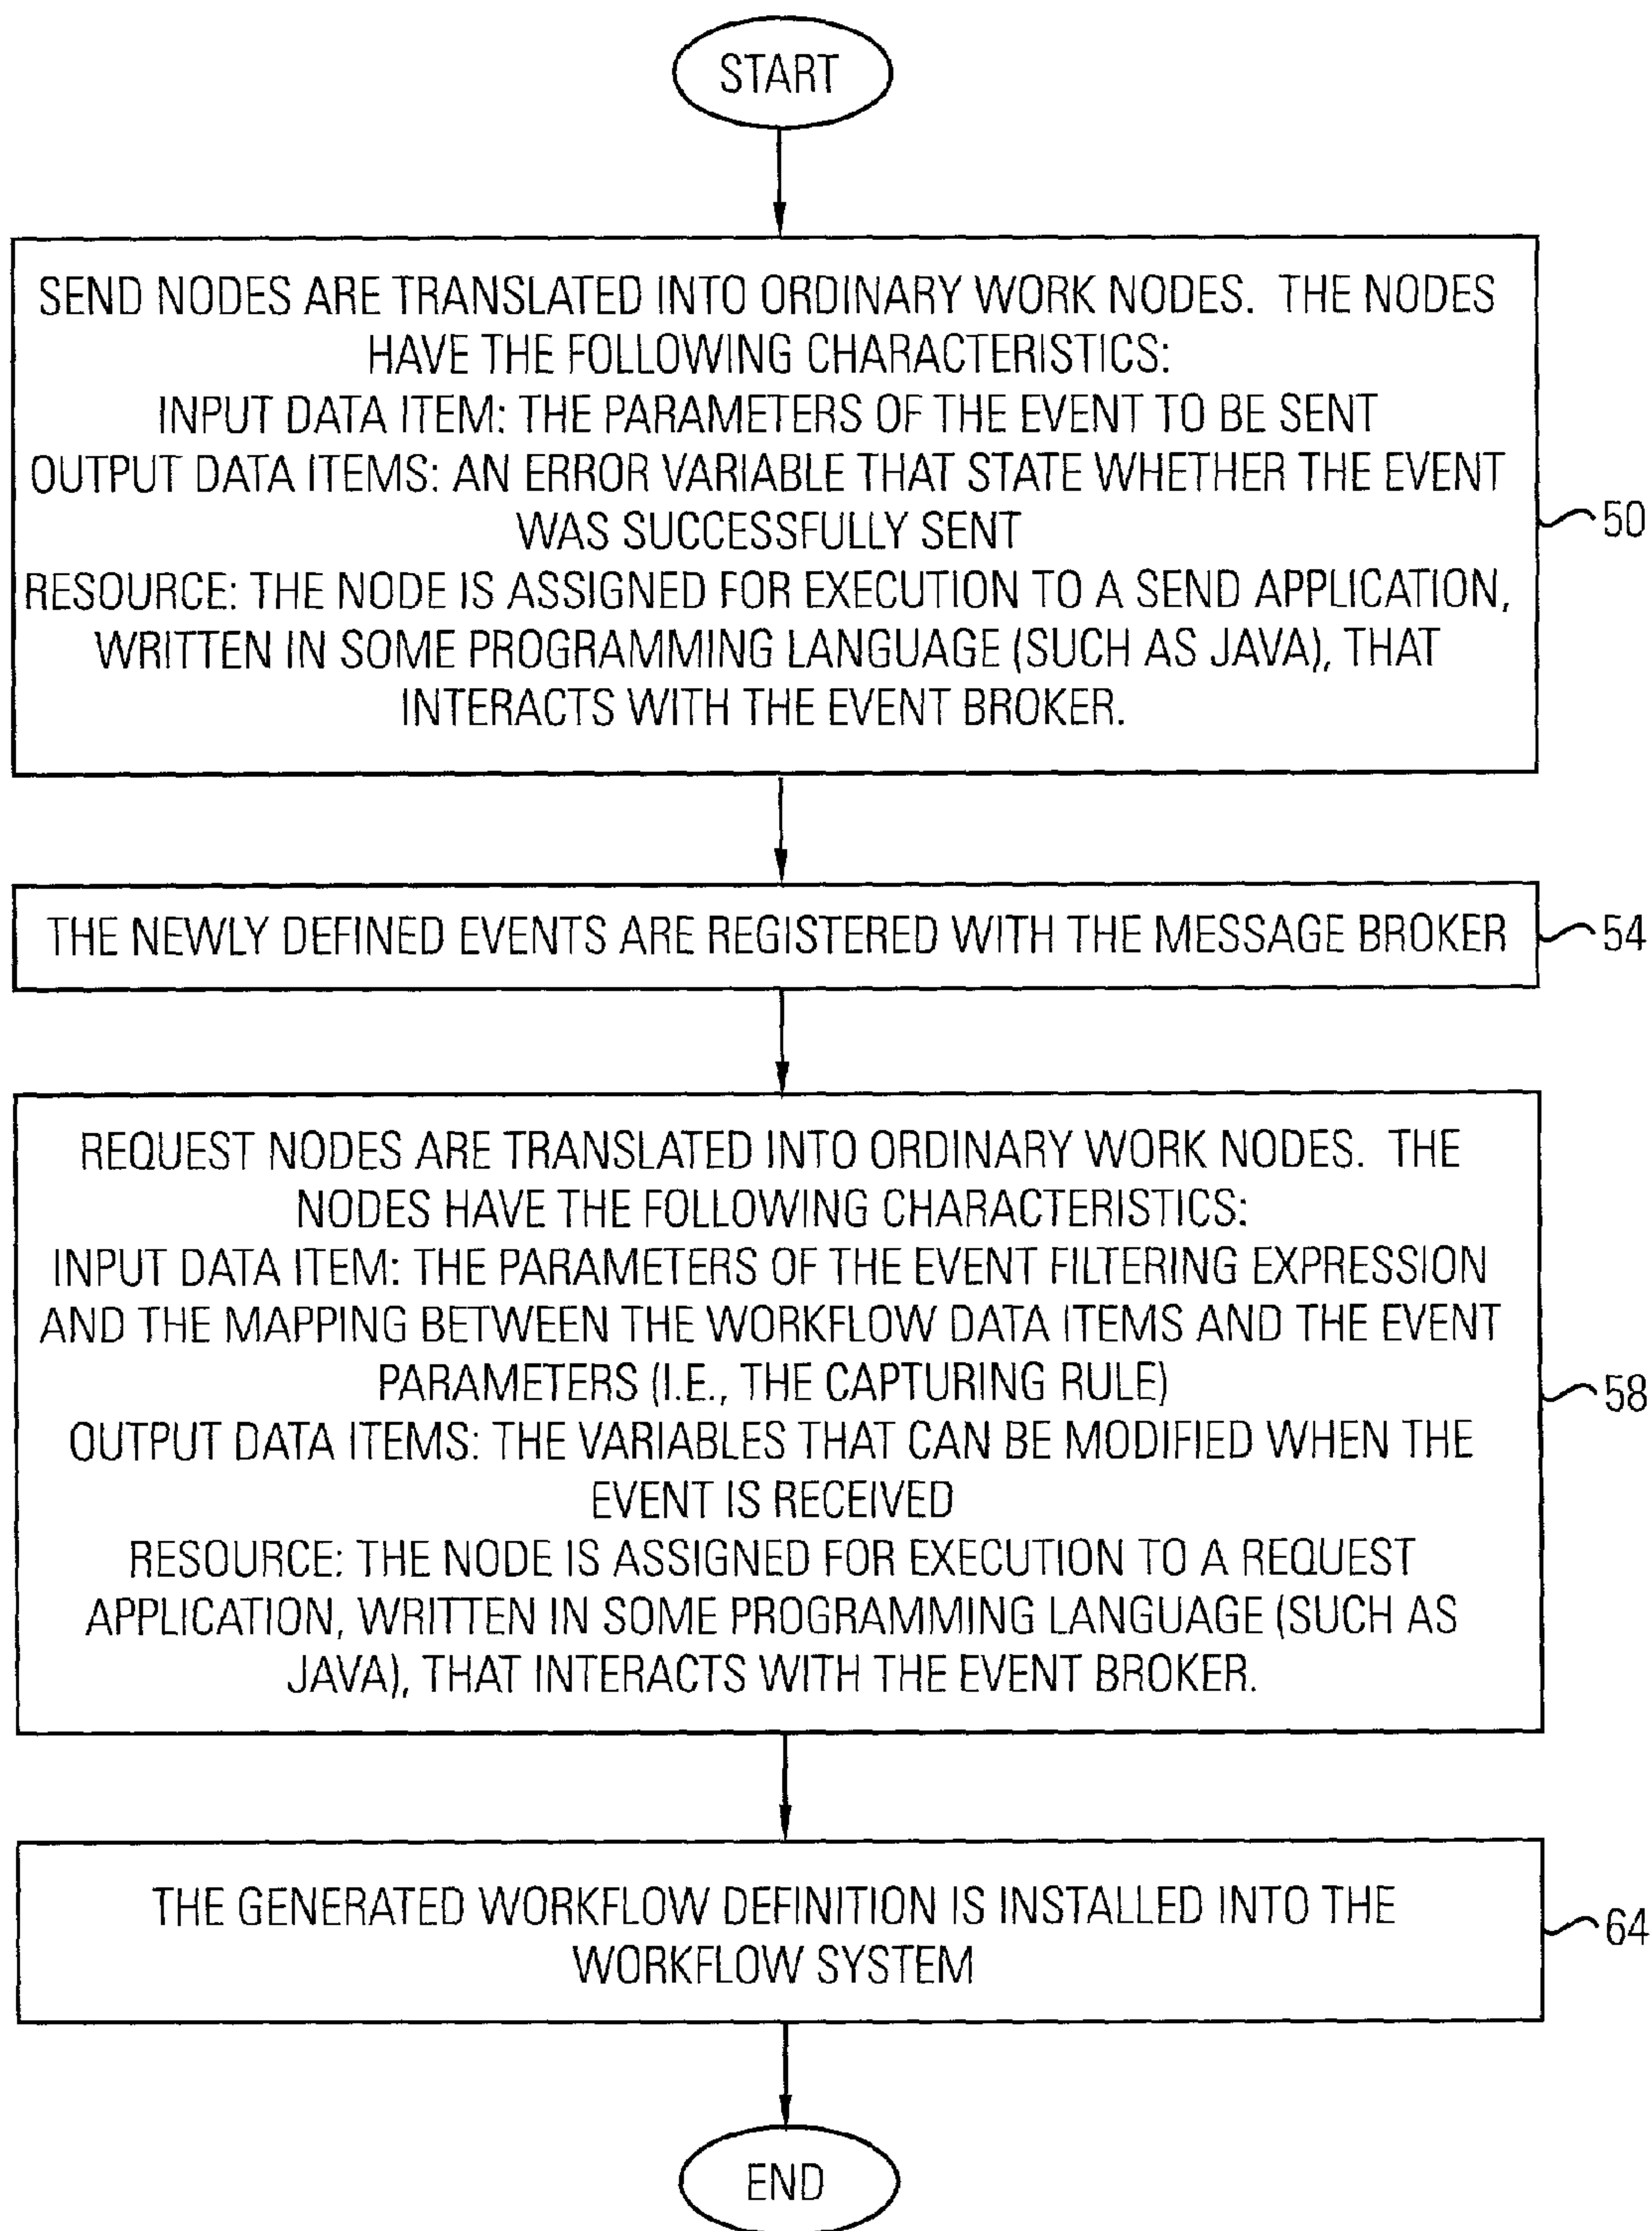 START
SEND NODES ARE TRANSLATED INTO ORDINARY WORK NODES. THE NODES
HAVE THE FOLLOWING CHARACTERISTICS:
INPUT DATA ITEM: THE PARAMETERS OF THE EVENT TO BE SENT
OUTPUT DATA ITEMS: AN ERROR VARIABLE THAT STATE WHETHER THE EVENT
WAS SUCCESSFULLY SENT
RESOURCE: THE NODE IS ASSIGNED FOR EXECUTION TO A SEND APPLICATION,
WRITTEN IN SOME PROGRAMMING LANGUAGE (SUCH AS JAVA), THAT
INTERACTS WITH THE EVENT BROKER.
50
THE NEWLY DEFINED EVENTS ARE REGISTERED WITH THE MESSAGE BROKER
54
REQUEST NODES ARE TRANSLATED INTO ORDINARY WORK NODES. THE
NODES HAVE THE FOLLOWING CHARACTERISTICS:
INPUT DATA ITEM: THE PARAMETERS OF THE EVENT FILTERING EXPRESSION
AND THE MAPPING BETWEEN THE WORKFLOW DATA ITEMS AND THE EVENT
PARAMETERS (I.E., THE CAPTURING RULE)
OUTPUT DATA ITEMS: THE VARIABLES THAT CAN BE MODIFIED WHEN THE
EVENT IS RECEIVED
RESOURCE: THE NODE IS ASSIGNED FOR EXECUTION TO A REQUEST
APPLICATION, WRITTEN IN SOME PROGRAMMING LANGUAGE (SUCH AS
JAVA), THAT INTERACTS WITH THE EVENT BROKER.
58
THE GENERATED WORKFLOW DEFINITION IS INSTALLED INTO THE
WORKFLOW SYSTEM
64
END